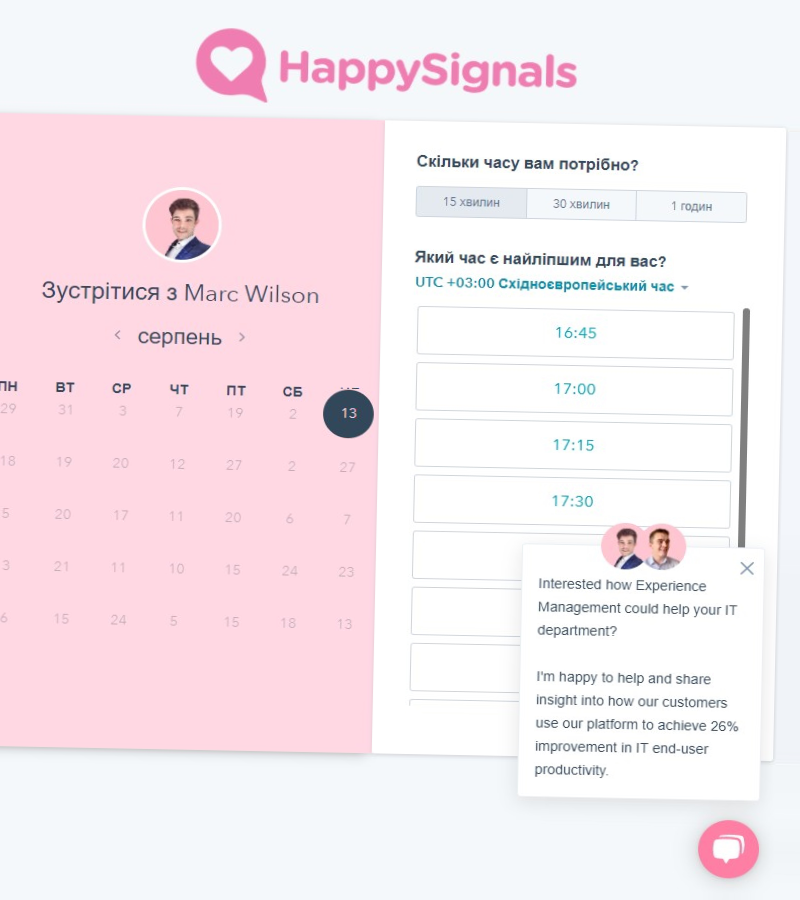 HappySignals
Зустрітися з Marc Wilson
серпень
ПН ВТ СР ЧТ ПТ СБ
29 31 3 7 19 2 13
18 19 20 12 27 2 27
5 20 17 11 20 6 7
3 21 11 10 15 24 23
6 15 24 5 15 18 13
Скільки часу вам потрібно?
15 хвилин 30 хвилин 1 годин
Який час є найліпшим для вас?
UTC +03:00 Східноєвропейський час
16:45
17:00
17:15
17:30
Interested how Experience
Management could help your IT
department?
I'm happy to help and share
insight into how our customers
use our platform to achieve 26%
improvement in IT end-user
productivity.